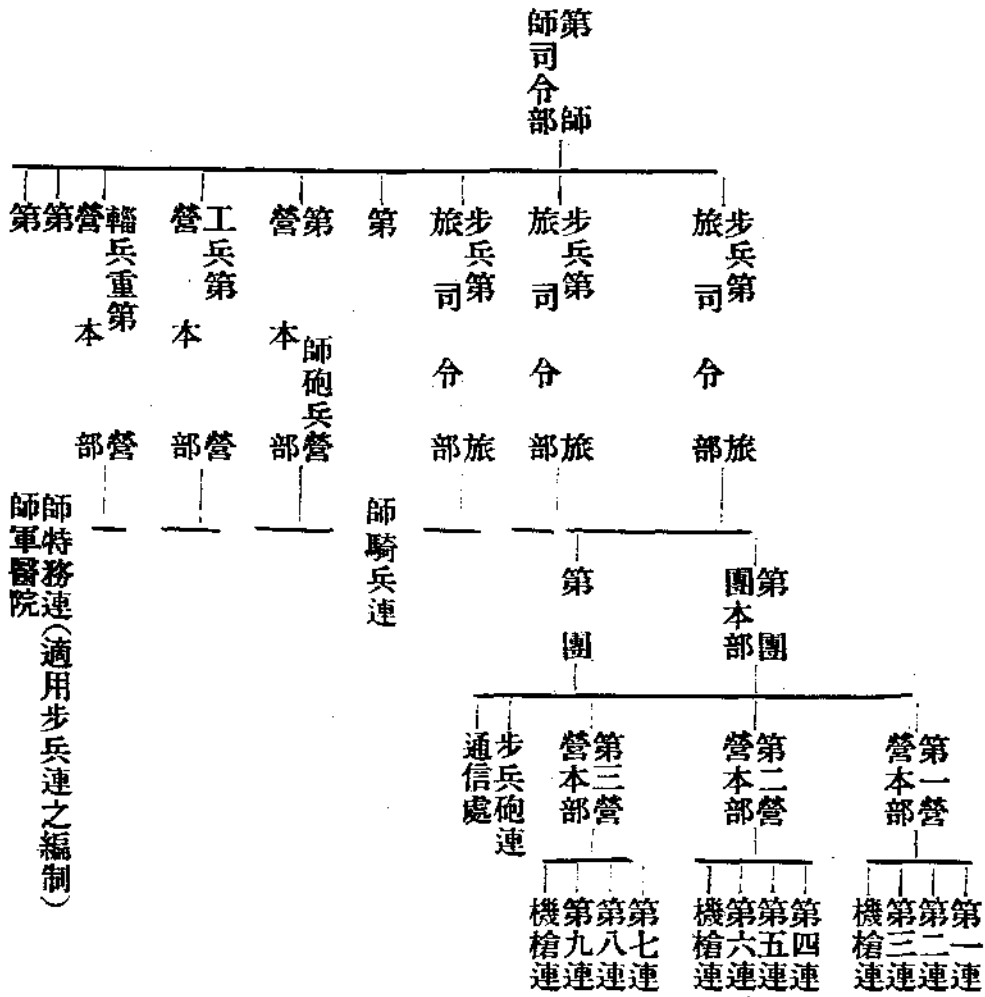 第　師
師司令部
步兵第　旅
旅司令部
步兵第　旅
旅司令部
步兵第　旅
旅司令部
第　師騎兵連
第　師砲兵營
營本部
工兵第　營
營本部
輜兵重第　營
營本部
第　師特務連（適用步兵連之編制）
第　師軍醫院
第　團
團本部
第　團
第一營
營本部
第二營
營本部
第三營
營本部
步兵砲連
通信處
第一連
第二連
第三連
機槍連
第四連
第五連
第六連
機槍連
第七連
第八連
第九連
機槍連